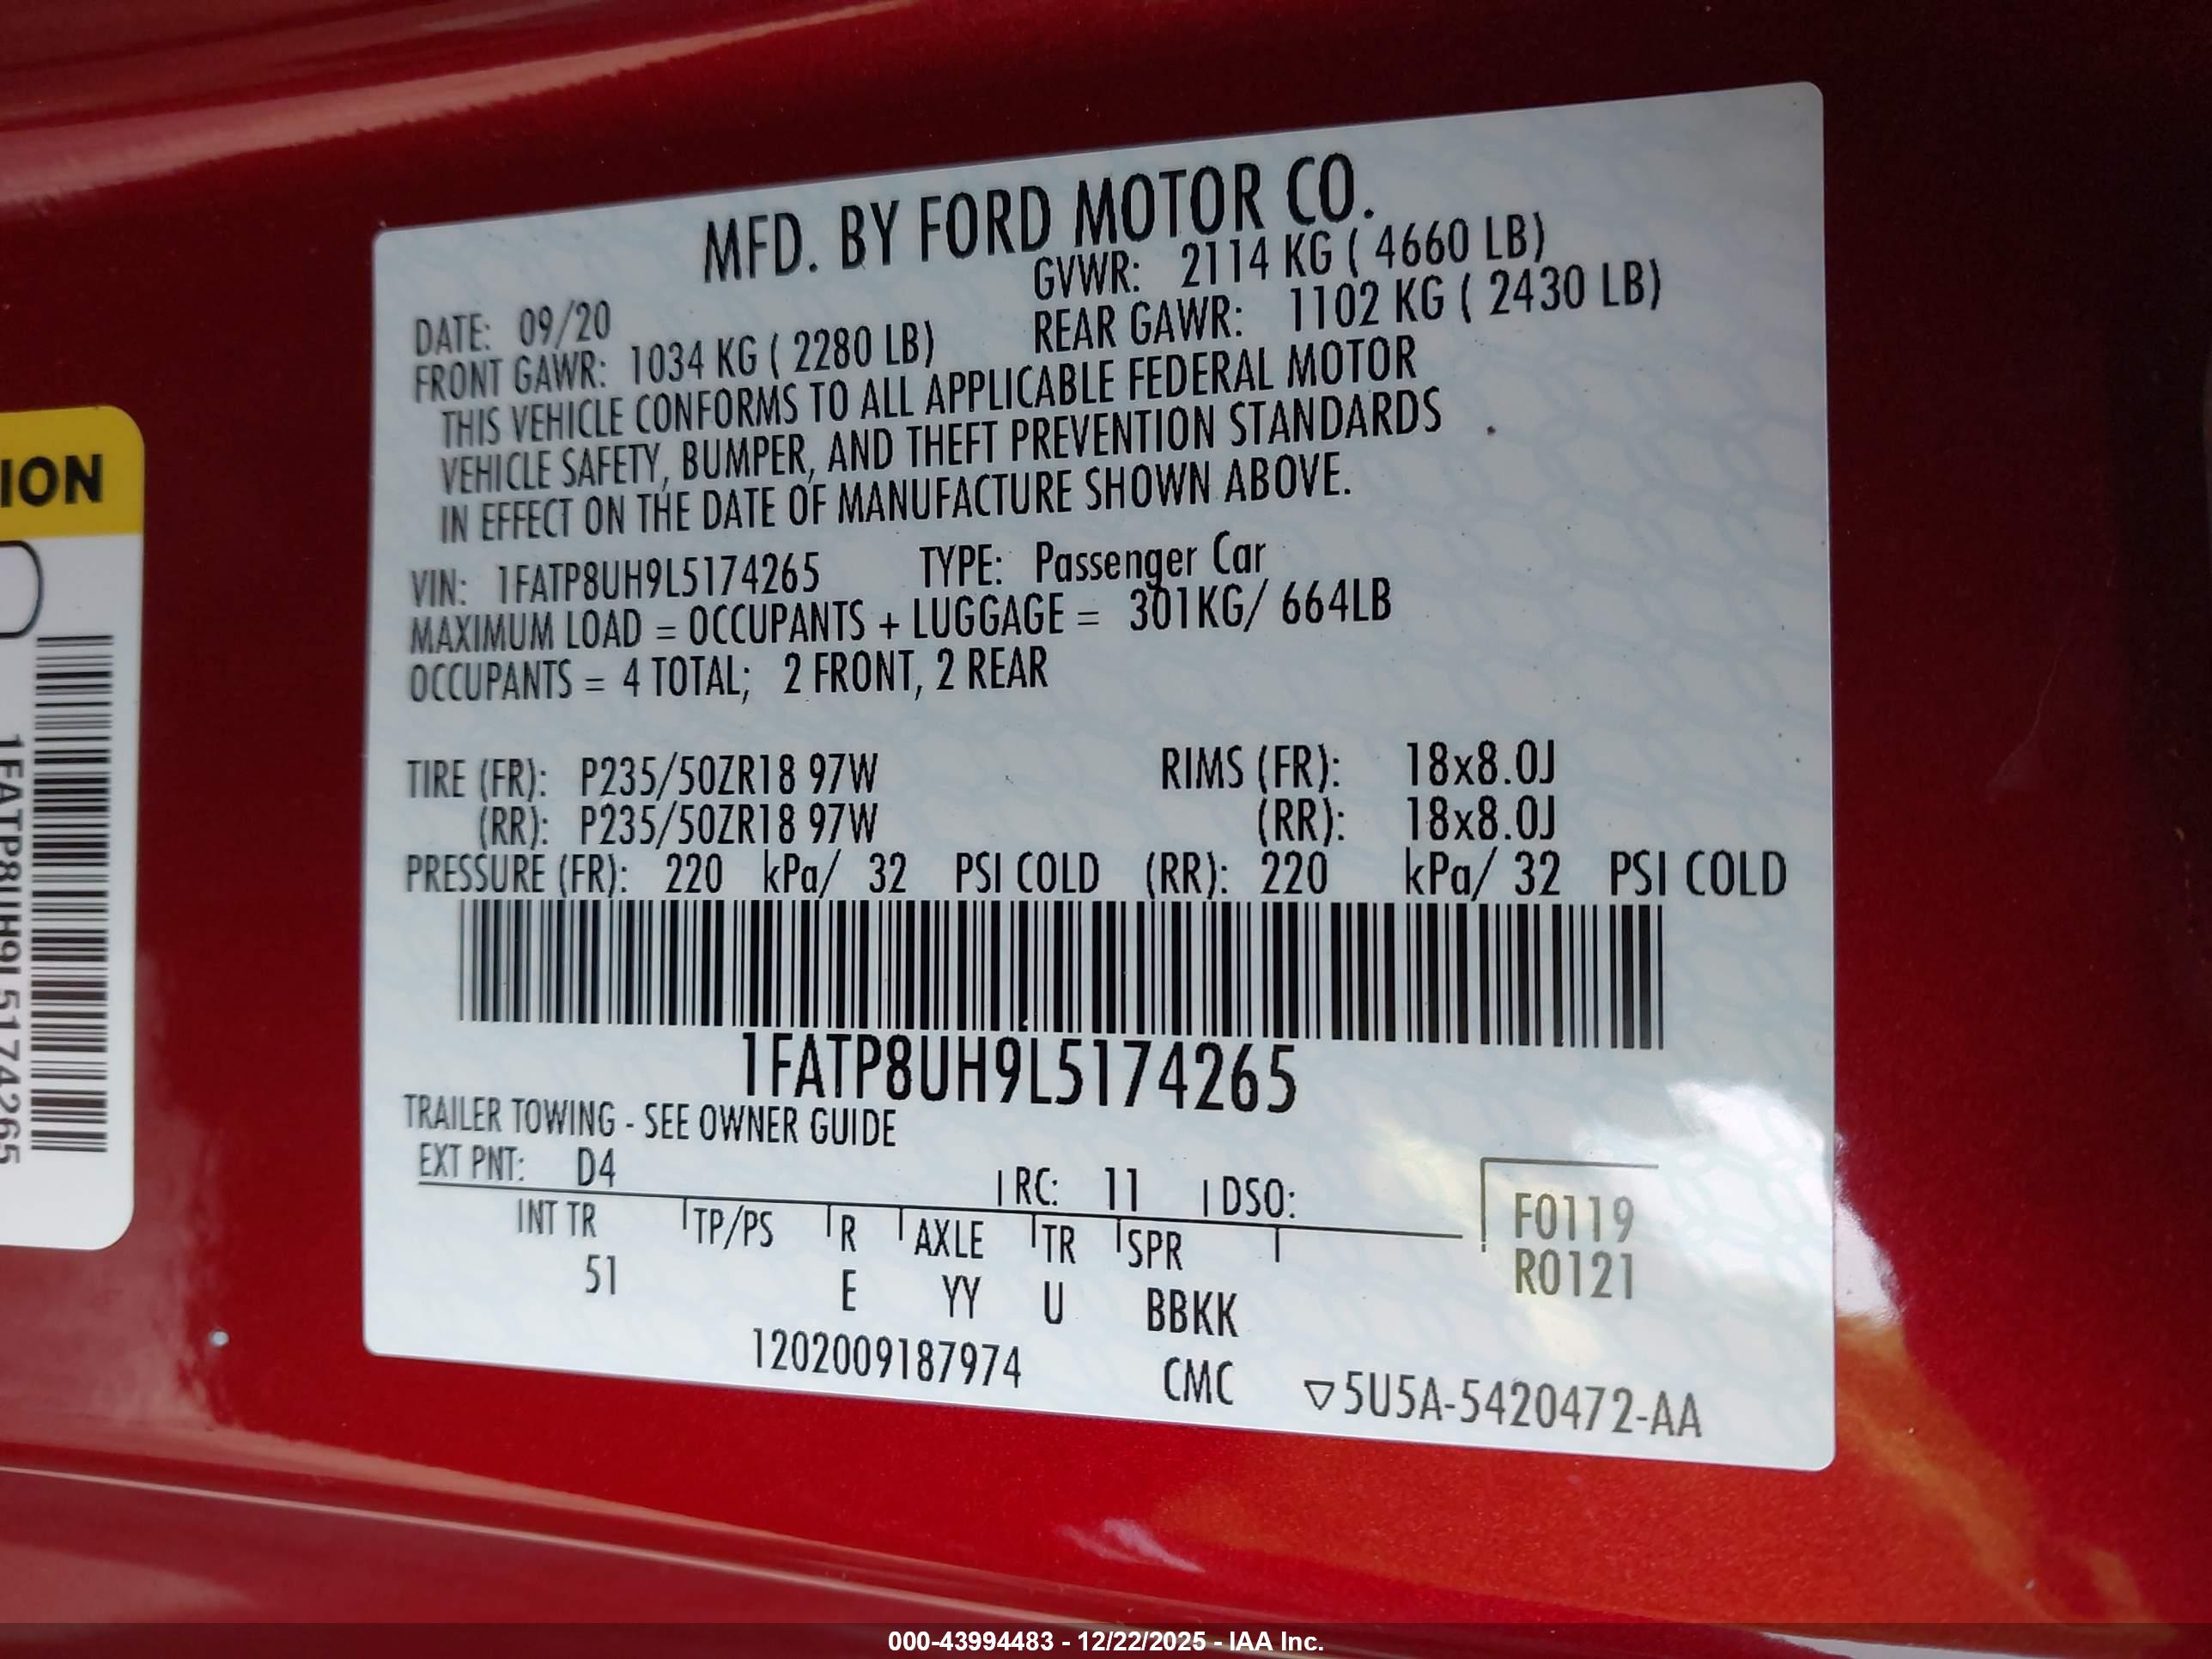 MFD. BY FORD MOTOR CO.
DATE: 09/20 GVWR: 2114 KG ( 4660 LB)
FRONT GAWR: 1034 KG ( 2280 LB) REAR GAWR: 1102 KG ( 2430 LB)
THIS VEHICLE CONFORMS TO ALL APPLICABLE FEDERAL MOTOR
VEHICLE SAFETY, BUMPER, AND THEFT PREVENTION STANDARDS
IN EFFECT ON THE DATE OF MANUFACTURE SHOWN ABOVE.
VIN: 1FATP8UH9L5174265 TYPE: Passenger Car
MAXIMUM LOAD = OCCUPANTS + LUGGAGE = 301KG/ 664LB
OCCUPANTS = 4 TOTAL; 2 FRONT, 2 REAR
TIRE (FR): P235/50ZR18 97W RIMS (FR): 18x8.0J
(RR): P235/50ZR18 97W (RR): 18x8.0J
PRESSURE (FR): 220 kPa/ 32 PSI COLD (RR): 220 kPa/ 32 PSI COLD
1FATP8UH9L5174265
TRAILER TOWING - SEE OWNER GUIDE
EXT PNT: D4 RC: 11 DSO:
INT TR TP/PS R AXLE TR SPR
51 E YY U BBKK
F0119
R0121
1202009187974 CMC ▽5U5A-5420472-AA
ION
1FATP8UH9L5174265
000-43994483 - 12/22/2025 - IAA Inc.